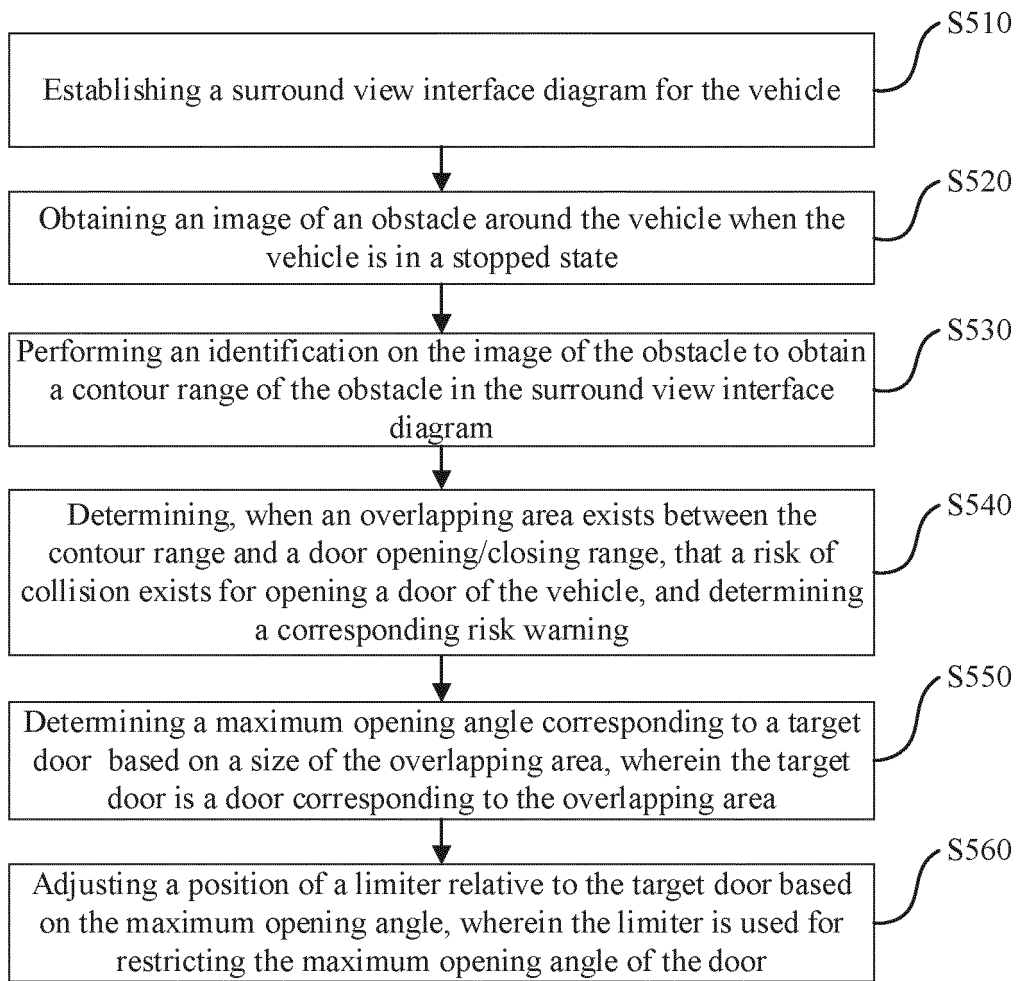 S510
Establishing a surround view interface diagram for the vehicle
S520
Obtaining an image of an obstacle around the vehicle when the
vehicle is in a stopped state
S530
Performing an identification on the image of the obstacle to obtain
a contour range of the obstacle in the surround view interface
diagram
S540
Determining, when an overlapping area exists between the
contour range and a door opening/closing range, that a risk of
collision exists for opening a door of the vehicle, and determining
a corresponding risk warning
S550
Determining a maximum opening angle corresponding to a target
door based on a size of the overlapping area, wherein the target
door is a door corresponding to the overlapping area
S560
Adjusting a position of a limiter relative to the target door based
on the maximum opening angle, wherein the limiter is used for
restricting the maximum opening angle of the door